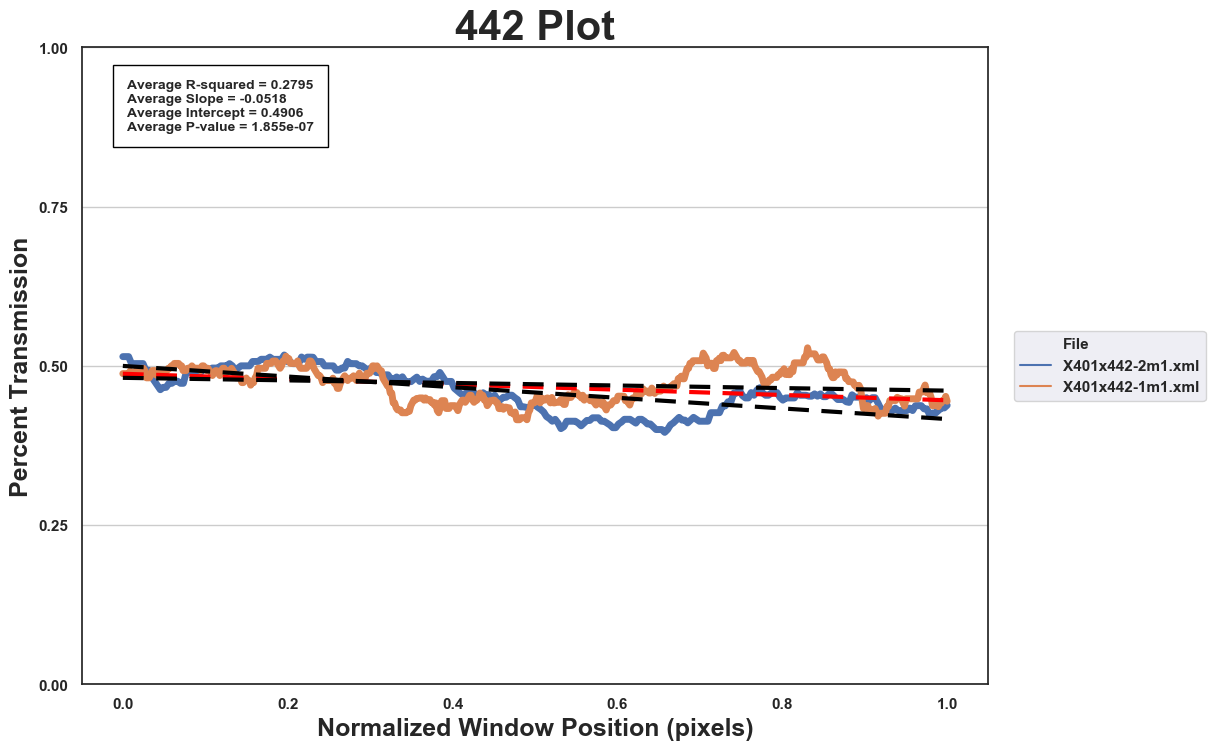 442 Plot
Average R-squared = 0.2795
Average Slope = -0.0518
Average Intercept = 0.4906
Average P-value = 1.855e-07
Percent Transmission
1.00
0.75
0.50
0.25
0.00
0.0 0.2 0.4 0.6 0.8 1.0
Normalized Window Position (pixels)
File
X401x442-2m1.xml
X401x442-1m1.xml